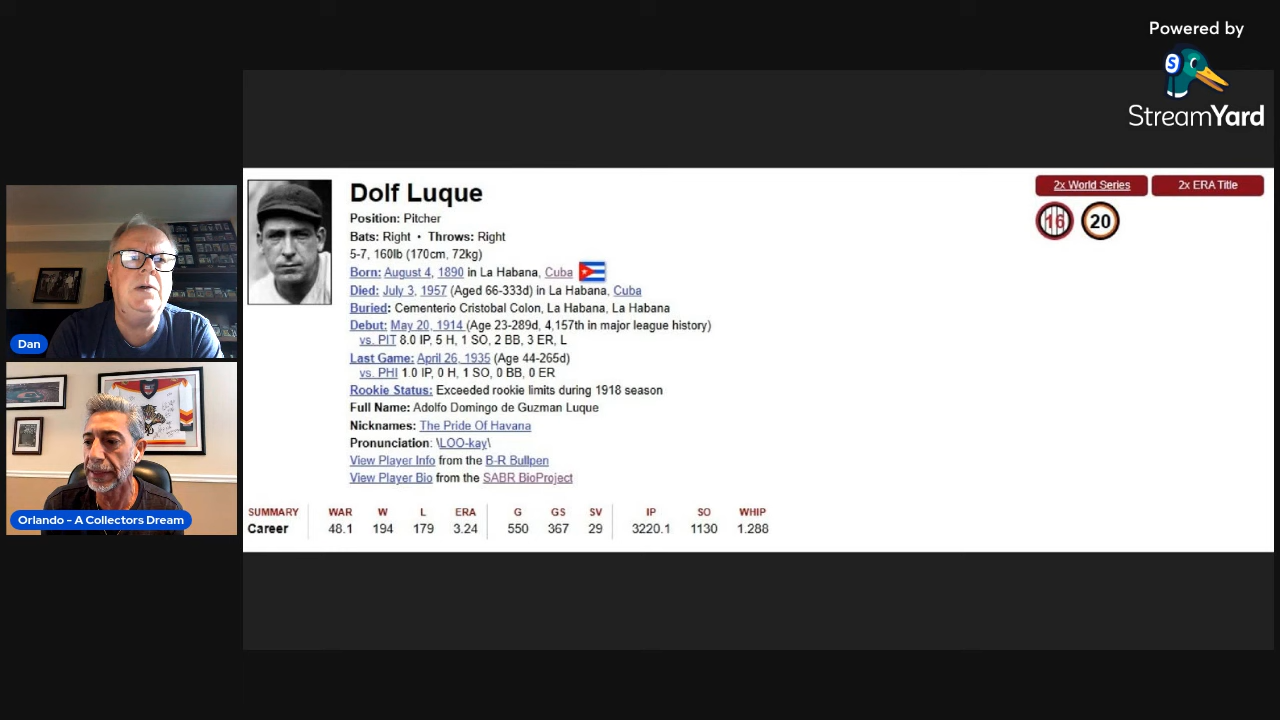 Powered by
StreamYard
Dan
Orlando - A Collectors Dream
Dolf Luque
2x World Series 2x ERA Title
16 20
Position: Pitcher
Bats: Right • Throws: Right
5-7, 160lb (170cm, 72kg)
Born: August 4, 1890 in La Habana, Cuba
Died: July 3, 1957 (Aged 66-333d) in La Habana, Cuba
Buried: Cementerio Cristobal Colon, La Habana, La Habana
Debut: May 20, 1914 (Age 23-289d, 4,157th in major league history)
vs. PIT 8.0 IP, 5 H, 1 SO, 2 BB, 3 ER, L
Last Game: April 26, 1935 (Age 44-265d)
vs. PHI 1.0 IP, 0 H, 1 SO, 0 BB, 0 ER
Rookie Status: Exceeded rookie limits during 1918 season
Full Name: Adolfo Domingo de Guzman Luque
Nicknames: The Pride Of Havana
Pronunciation: \LOO-kay\
View Player Info from the B-R Bullpen
View Player Bio from the SABR BioProject
SUMMARY WAR W L ERA G GS SV IP SO WHIP
Career 48.1 194 179 3.24 550 367 29 3220.1 1130 1.288